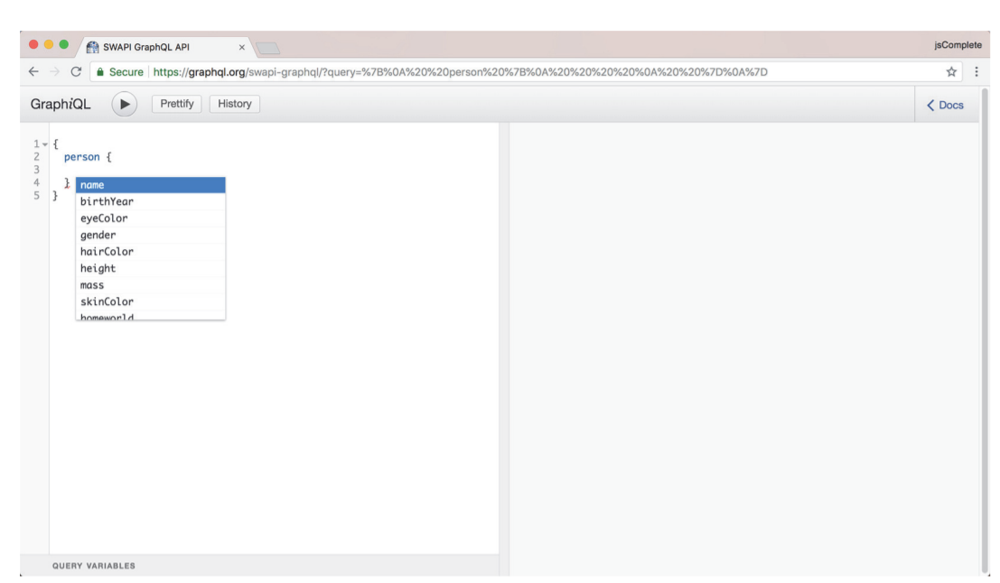 SWAPI GraphQL API
jsComplete
Secure https://graphql.org/swapi-graphql/?query=%7B%0A%20%20person%20%7B%0A%20%20%20%20%0A%20%20%7D%0A%7D
GraphiQL Prettify History Docs
1 {
2 person {
3
4 }
5 }
name
birthYear
eyeColor
gender
hairColor
height
mass
skinColor
homeworld
QUERY VARIABLES